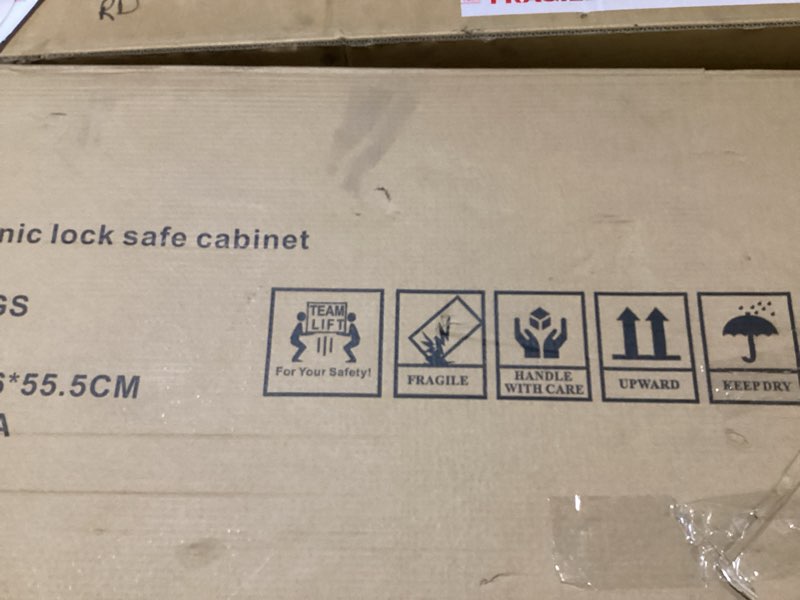 RD
nic lock safe cabinet
GS
*55.5CM
A
TEAM
LIFT
For Your Safety!
FRAGILE
HANDLE
WITH CARE
UPWARD
KEEP DRY